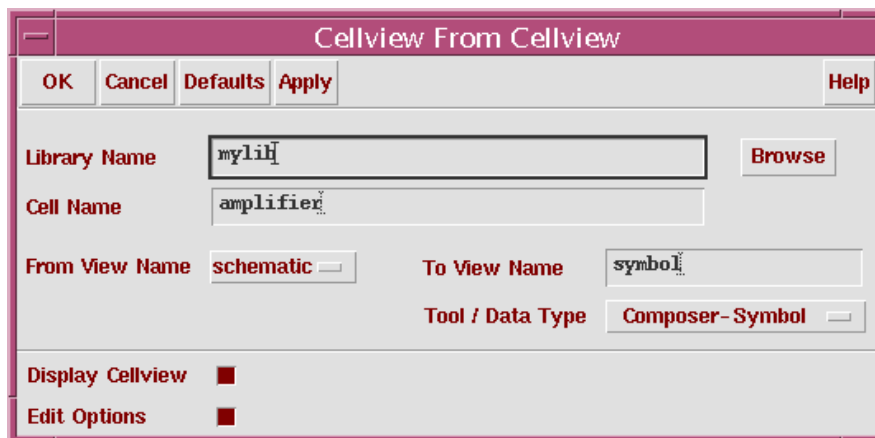 Cellview From Cellview
OK Cancel Defaults Apply Help
Library Name mylib Browse
Cell Name amplifier
From View Name schematic To View Name symbol
Tool / Data Type Composer-Symbol
Display Cellview
Edit Options